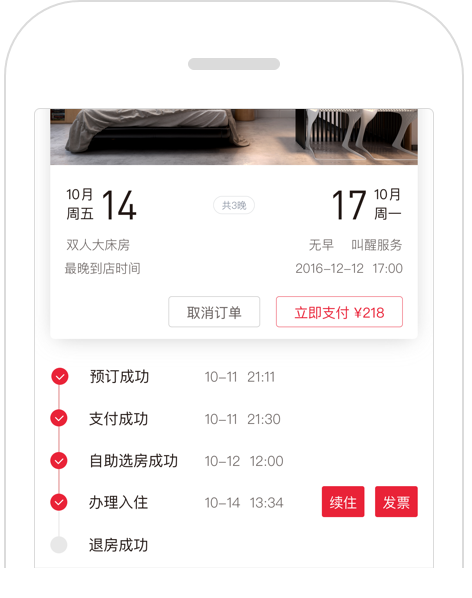 10月 周五 14 共3晚 17 10月 周一
双人大床房 无早 叫醒服务
最晚到店时间 2016-12-12 17:00
取消订单 立即支付 ¥218
预订成功 10-11 21:11
支付成功 10-11 21:30
自助选房成功 10-12 12:00
办理入住 10-14 13:34 续住 发票
退房成功